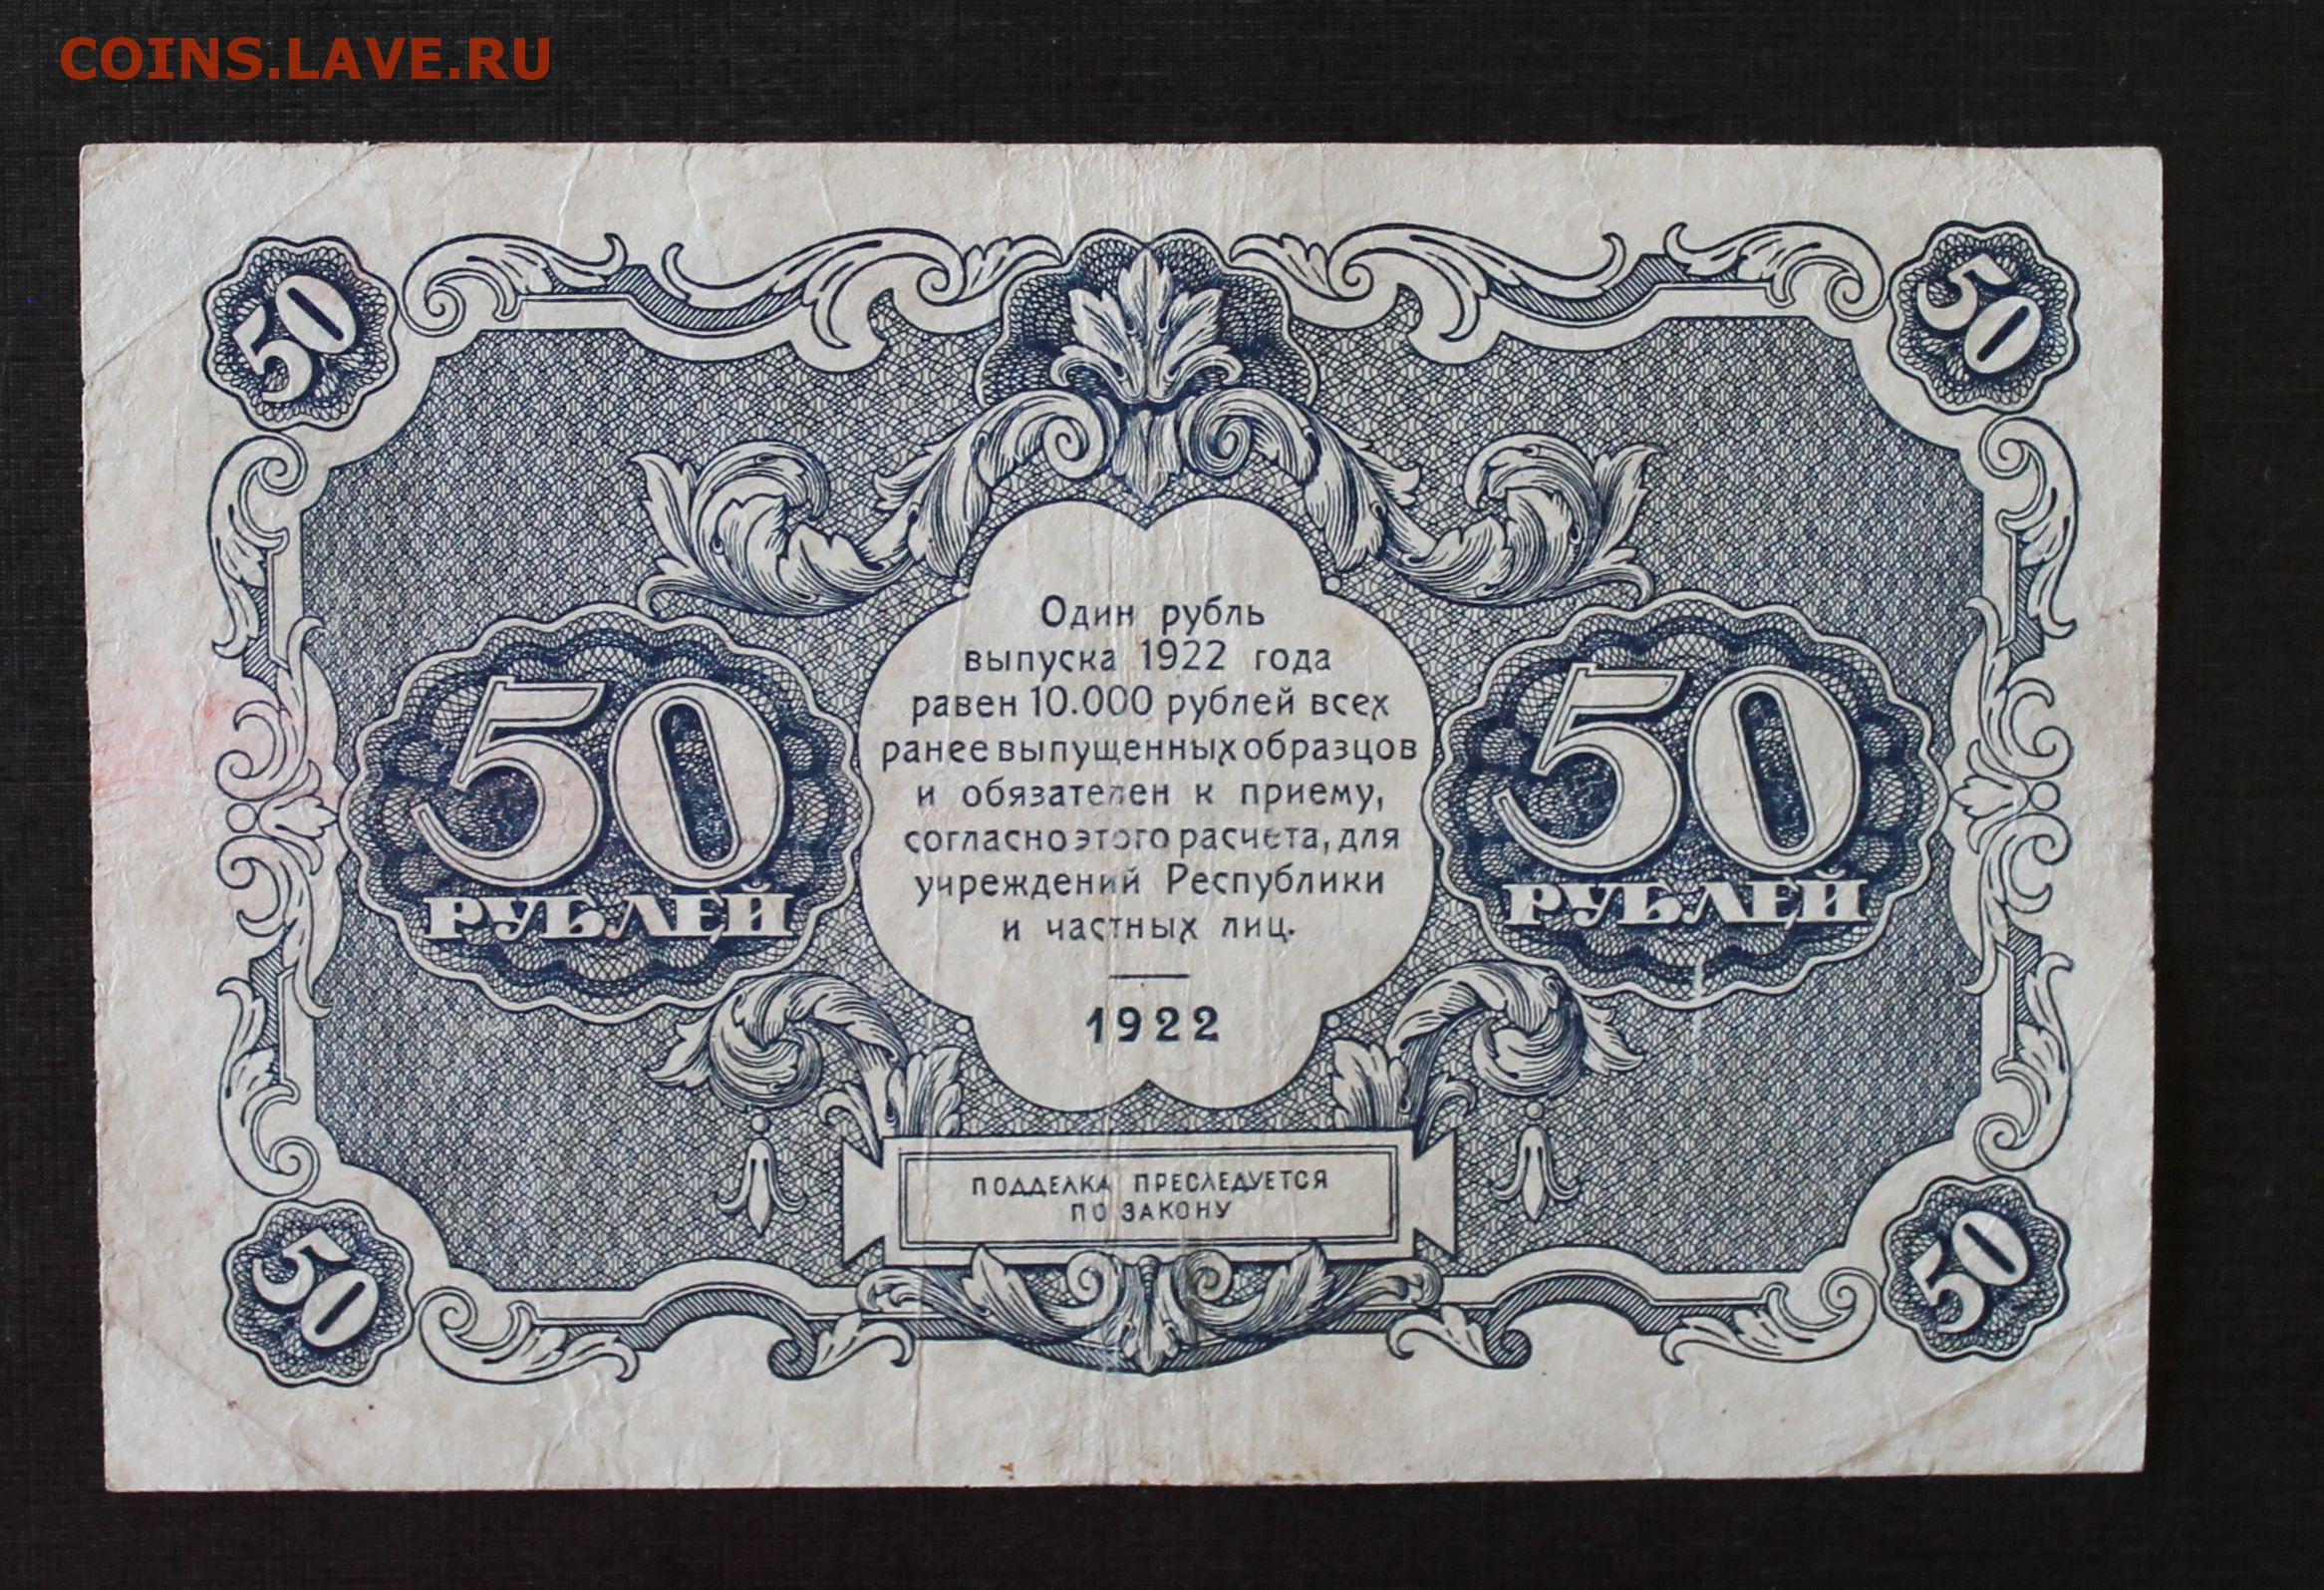 COINS.LAVE.RU
50 50
Один рубль
выпуска 1922 года
равен 10.000 рублей всех
ранее выпущенных образцов
и обязателен к приему,
согласно этого расчета, для
учреждений Республики
и частных лиц.
1922
50 50
РУБЛЕЙ РУБЛЕЙ
ПОДДЕЛКА ПРЕСЛЕДУЕТСЯ
ПО ЗАКОНУ
50 50